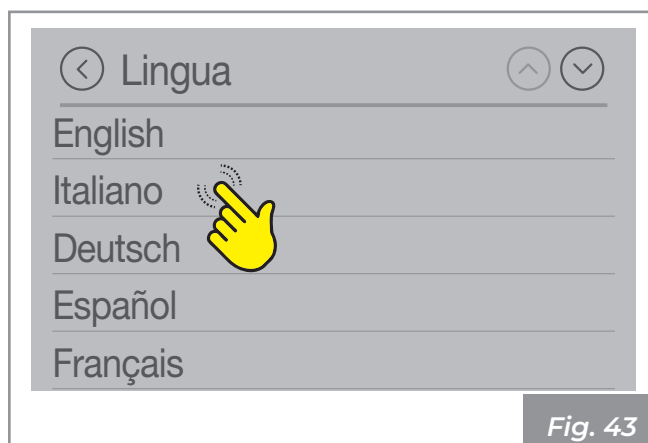 Lingua
English
Italiano
Deutsch
Español
Français
Fig. 43